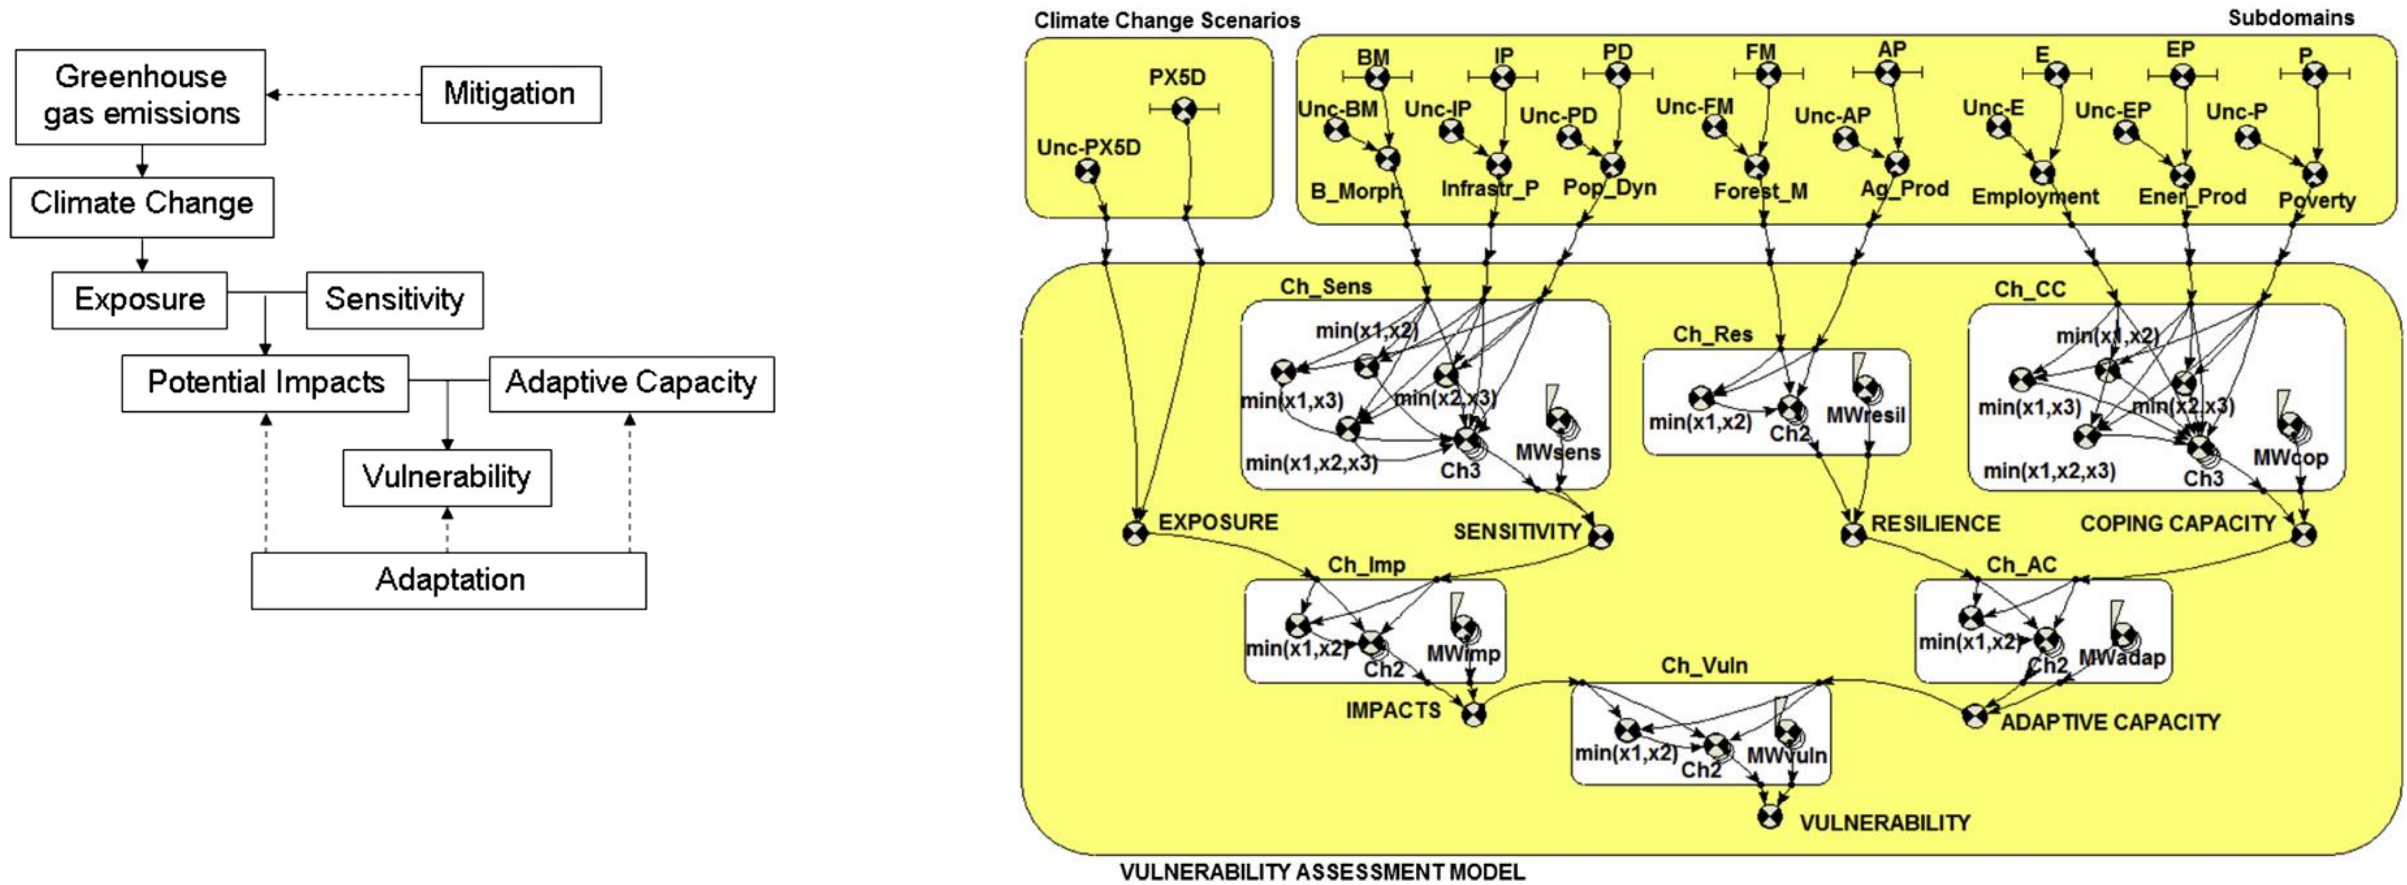 Greenhouse
gas emissions
Mitigation
Climate Change
Exposure
Sensitivity
Potential Impacts
Adaptive Capacity
Vulnerability
Adaptation
Climate Change Scenarios
Subdomains
PX5D
Unc-PX5D
BM
IP
PD
FM
AP
E
EP
P
Unc-BM
Unc-IP
Unc-PD
Unc-FM
Unc-AP
Unc-E
Unc-EP
Unc-P
B_Morph
Infrastr_P
Pop_Dyn
Forest_M
Ag_Prod
Employment
Ener_Prod
Poverty
Ch_Sens
min(x1,x2)
min(x1,x3)
min(x2,x3)
min(x1,x2,x3)
Ch3
MWsens
Ch_Res
min(x1,x2)
Ch2
MWresil
Ch_CC
min(x1,x2)
min(x1,x3)
min(x2,x3)
min(x1,x2,x3)
Ch3
MWcop
EXPOSURE
SENSITIVITY
RESILIENCE
COPING CAPACITY
Ch_Imp
min(x1,x2)
Ch2
MWimp
Ch_AC
min(x1,x2)
Ch2
MWadap
IMPACTS
Ch_Vuln
min(x1,x2)
Ch2
MWvuln
ADAPTIVE CAPACITY
VULNERABILITY
VULNERABILITY ASSESSMENT MODEL